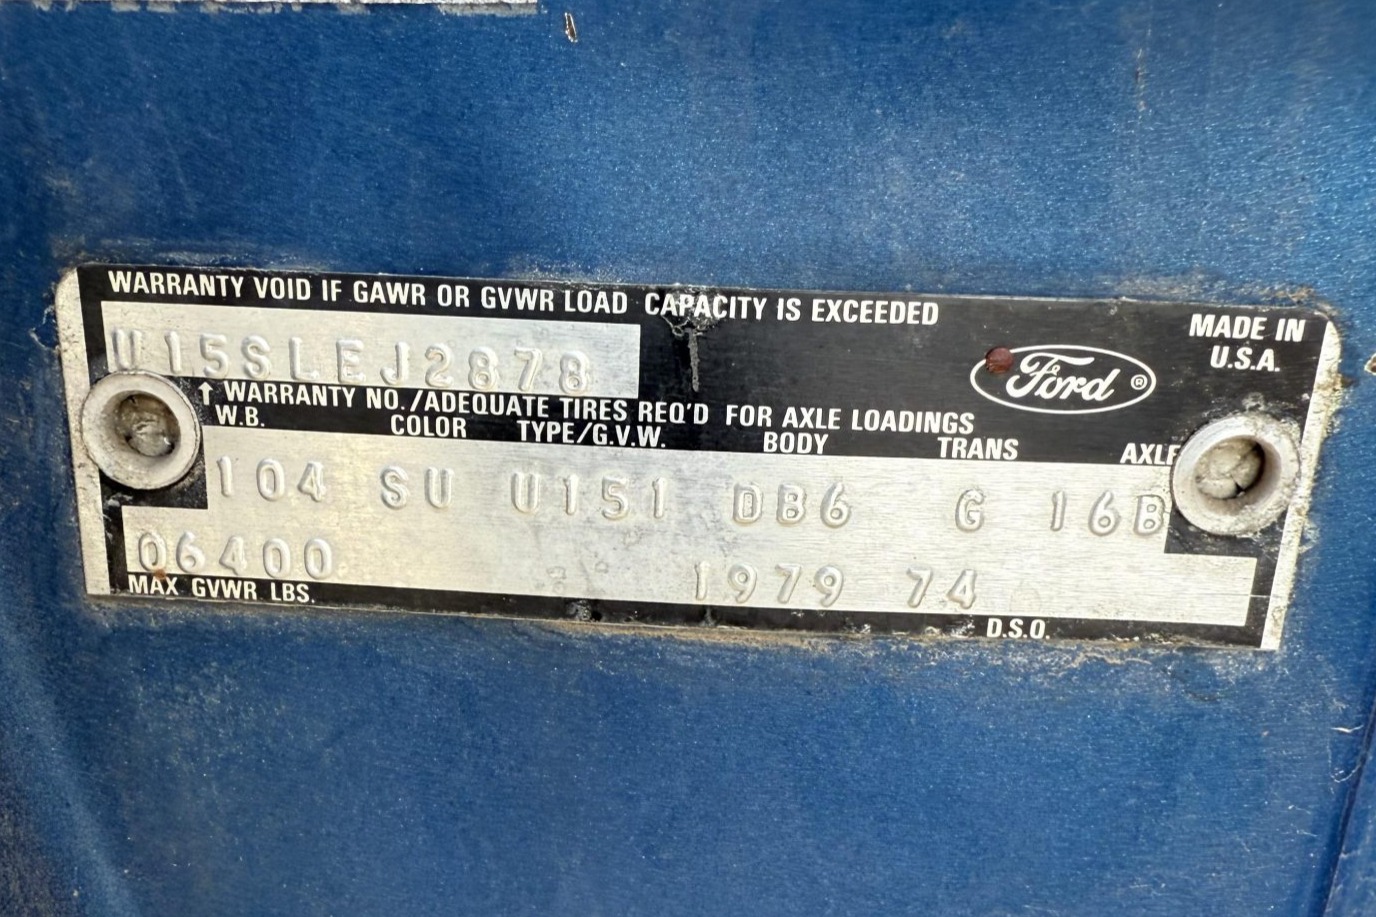 WARRANTY VOID IF GAWR OR GVWR LOAD CAPACITY IS EXCEEDED
MADE IN
U.S.A.
U15SLEJ2878
Ford ®
↑ WARRANTY NO./ADEQUATE TIRES REQ'D FOR AXLE LOADINGS
W.B. COLOR TYPE/G.V.W. BODY TRANS AXLE
104 SU U151 DB6 G 16B
06400 1979 74
MAX GVWR LBS. D.S.O.